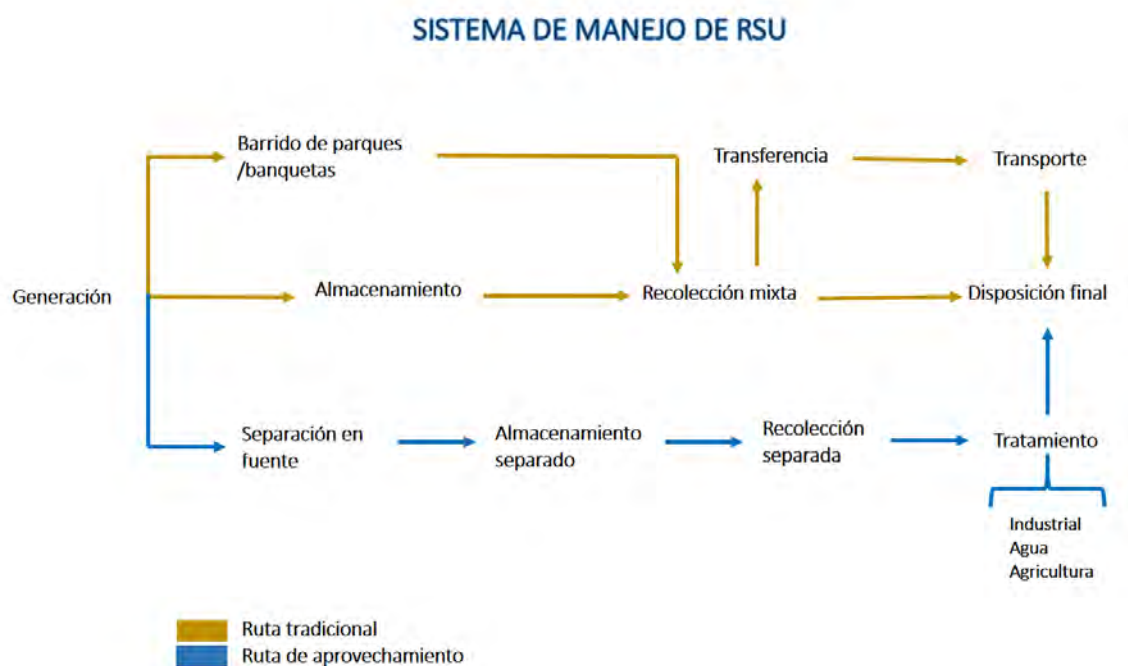 SISTEMA DE MANEJO DE RSU
Barrido de parques
/banquetas
Transferencia
Transporte
Generación
Almacenamiento
Recolección mixta
Disposición final
Separación en
fuente
Almacenamiento
separado
Recolección
separada
Tratamiento
Industrial
Agua
Agricultura
Ruta tradicional
Ruta de aprovechamiento